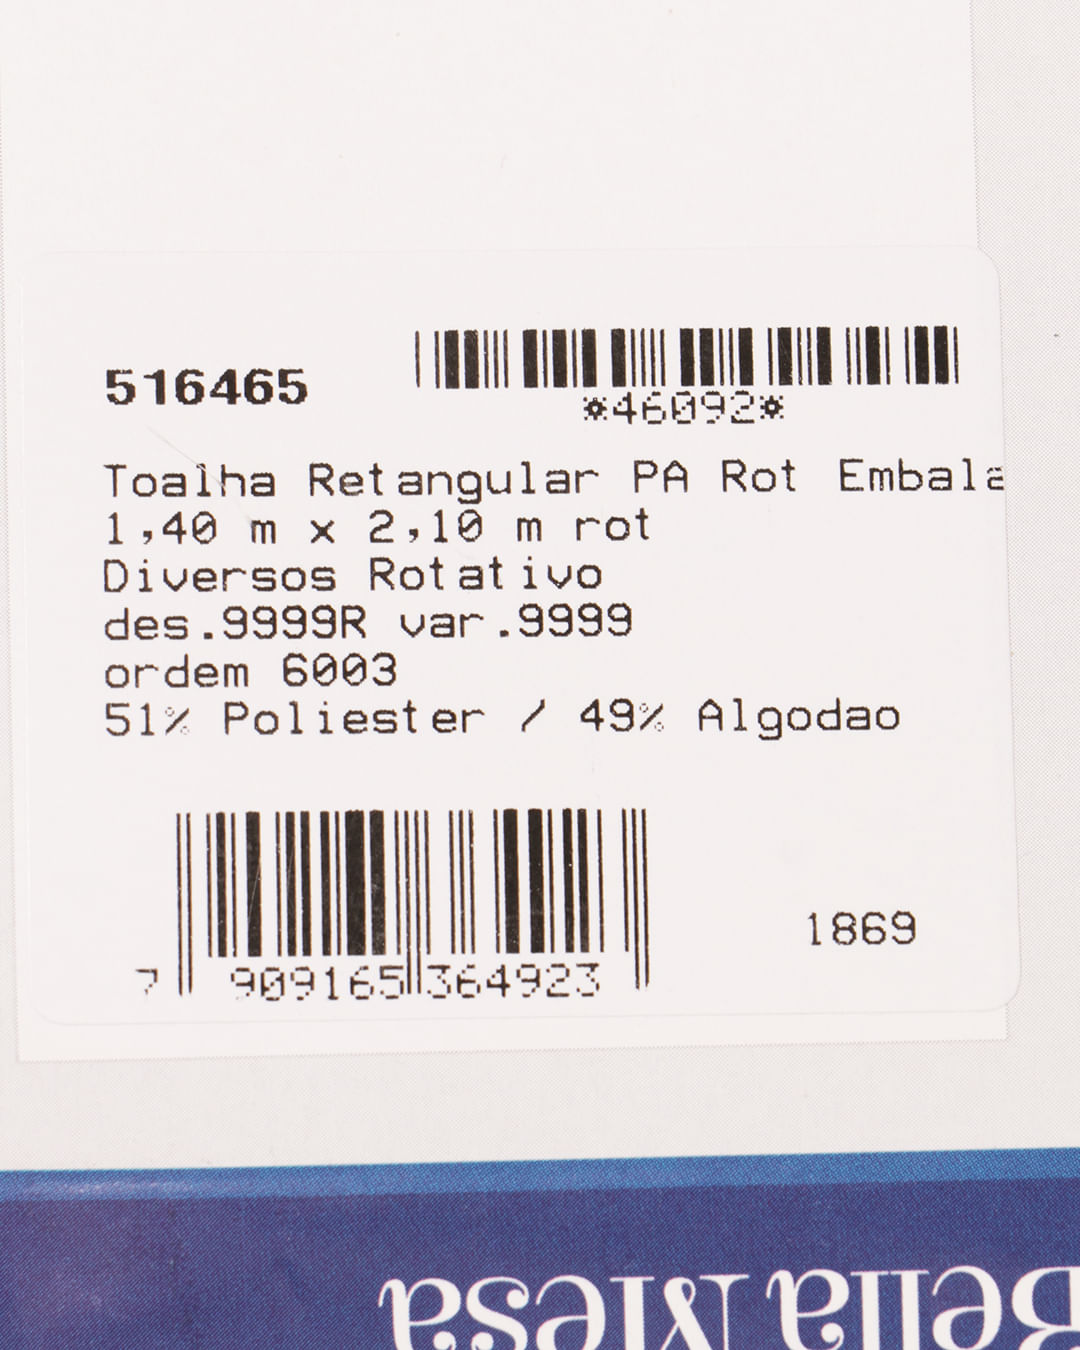 516465
*46092*
Toalha Retangular PA Rot Embala
1,40 m x 2,10 m rot
Diversos Rotativo
des.9999R var.9999
ordem 6003
51% Poliester / 49% Algodao
7 909165 364923
1869
Bella Mesa